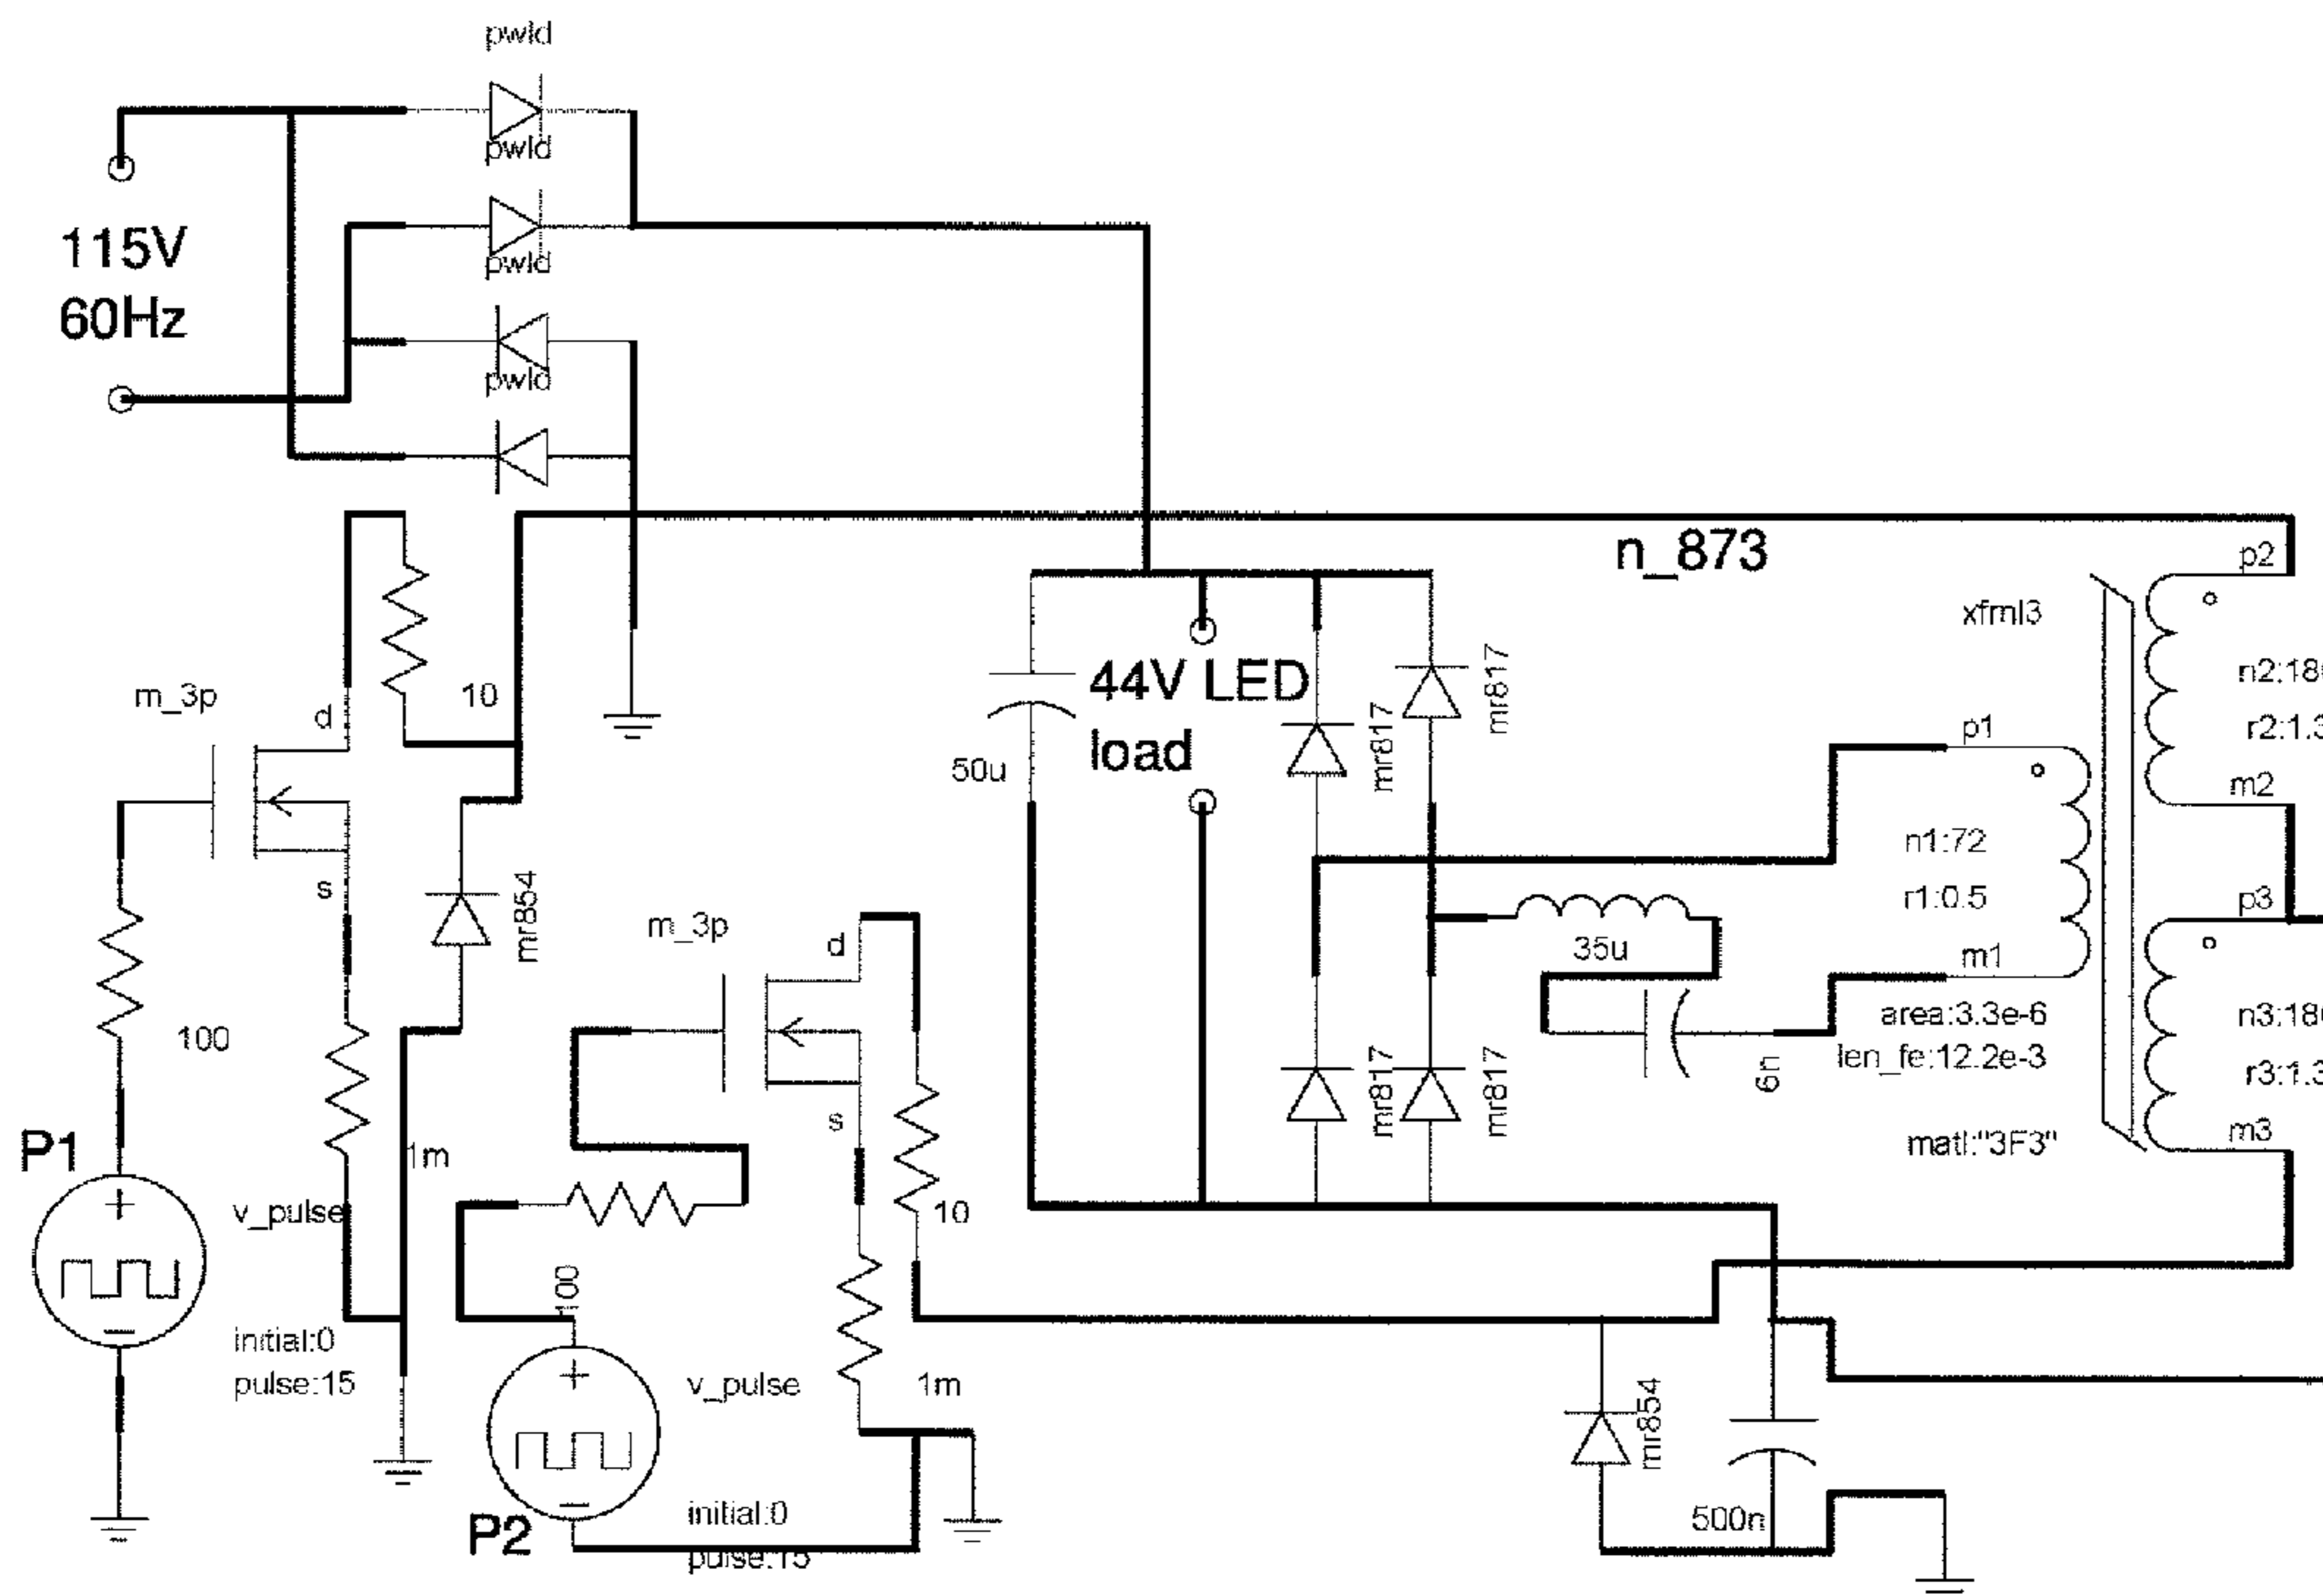 pwld
pwld
pwld
pwld
115V
60Hz
n_873
p2
xfml3
n2:18
r2:1.3
m2
m_3p
d
10
s
mr854
100
1m
P1
v_pulse
initial:0
pulse:15
50u
44V LED
load
mr817
mr817
mr817
mr817
p1
n1:72
r1:0.5
m1
35u
6n
area:3.3e-6
len_fe:12.2e-3
matl:"3F3"
p3
n3:18
r3:1.3
m3
m_3p
d
s
10
100
1m
P2
v_pulse
initial:0
pulse:15
mr854
500n